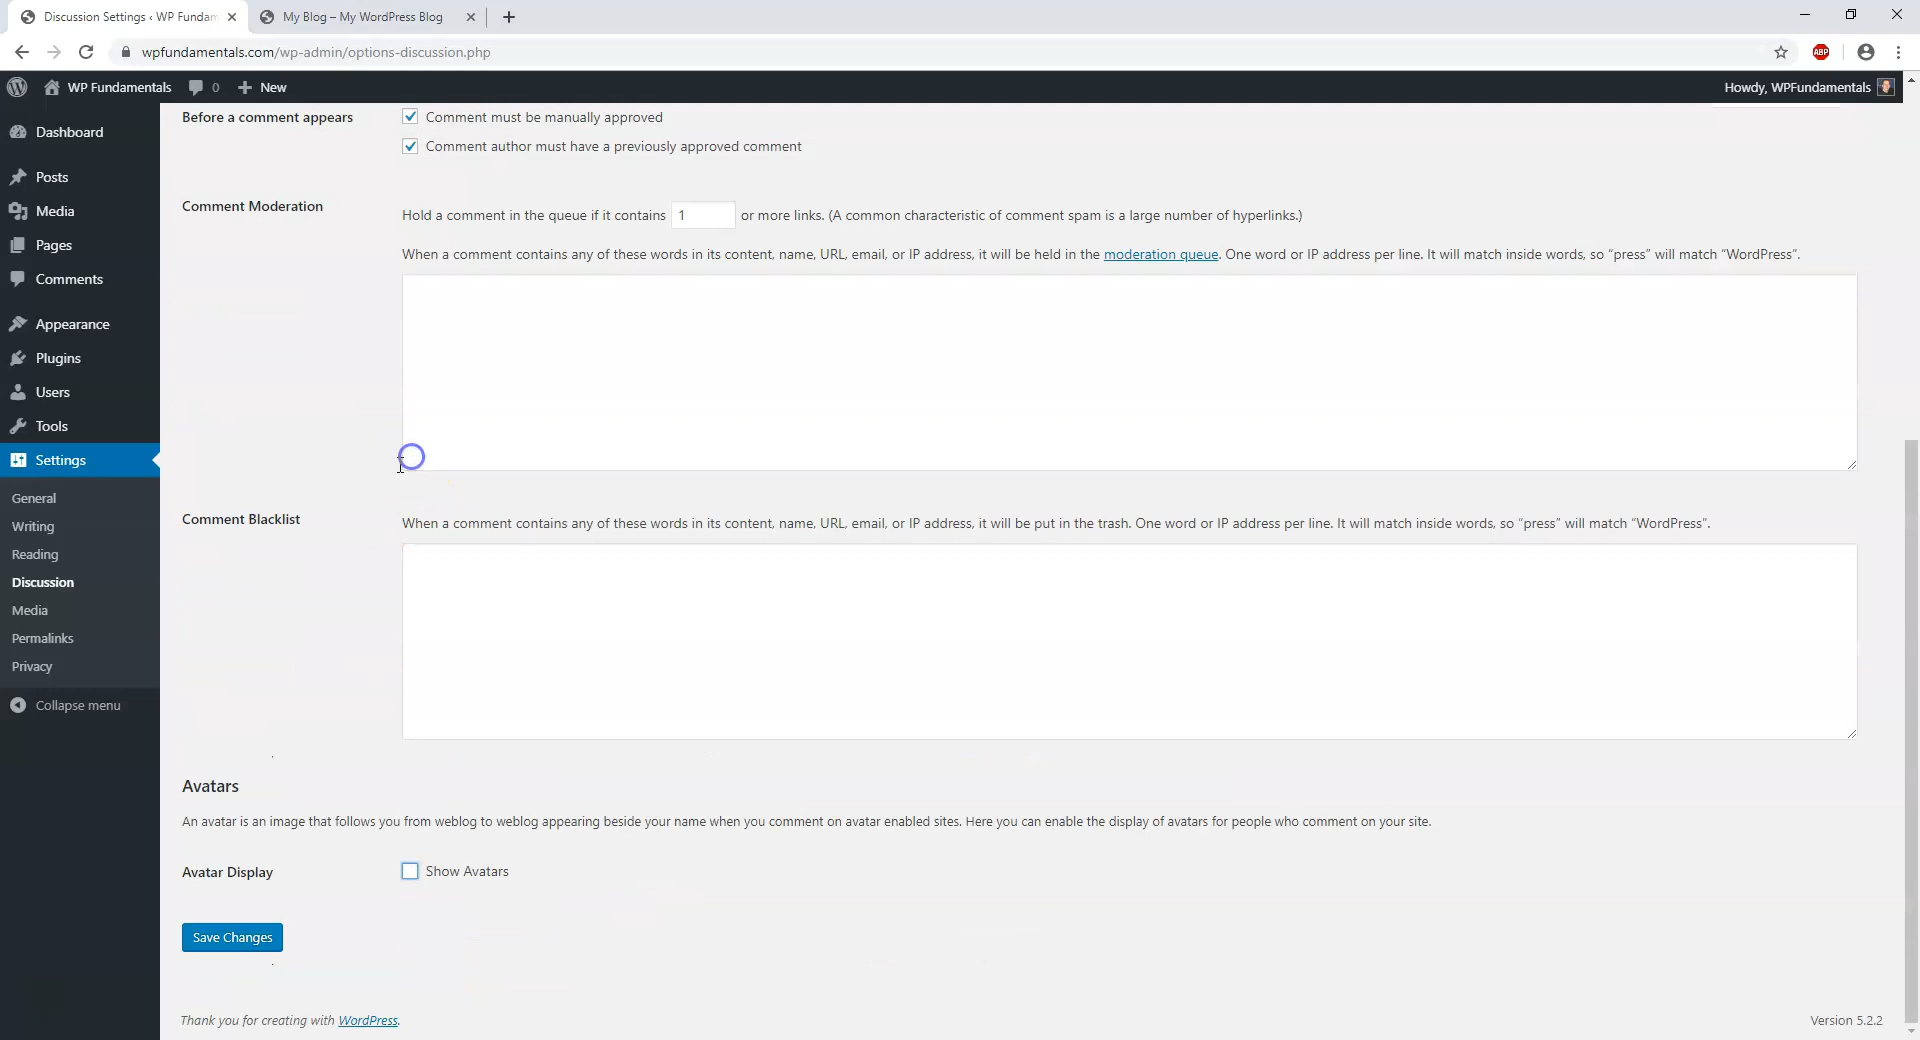 Discussion Settings ‹ WP Fundam
My Blog – My WordPress Blog
wpfundamentals.com/wp-admin/options-discussion.php
ABP
WP Fundamentals
0
New
Howdy, WPFundamentals
Dashboard
Posts
Media
Pages
Comments
Appearance
Plugins
Users
Tools
Settings
General
Writing
Reading
Discussion
Media
Permalinks
Privacy
Collapse menu
Before a comment appears
Comment must be manually approved
Comment author must have a previously approved comment
Comment Moderation
Hold a comment in the queue if it contains 1 or more links. (A common characteristic of comment spam is a large number of hyperlinks.)
When a comment contains any of these words in its content, name, URL, email, or IP address, it will be held in the moderation queue. One word or IP address per line. It will match inside words, so “press” will match “WordPress”.
Comment Blacklist
When a comment contains any of these words in its content, name, URL, email, or IP address, it will be put in the trash. One word or IP address per line. It will match inside words, so “press” will match “WordPress”.
Avatars
An avatar is an image that follows you from weblog to weblog appearing beside your name when you comment on avatar enabled sites. Here you can enable the display of avatars for people who comment on your site.
Avatar Display
Show Avatars
Save Changes
Thank you for creating with WordPress.
Version 5.2.2